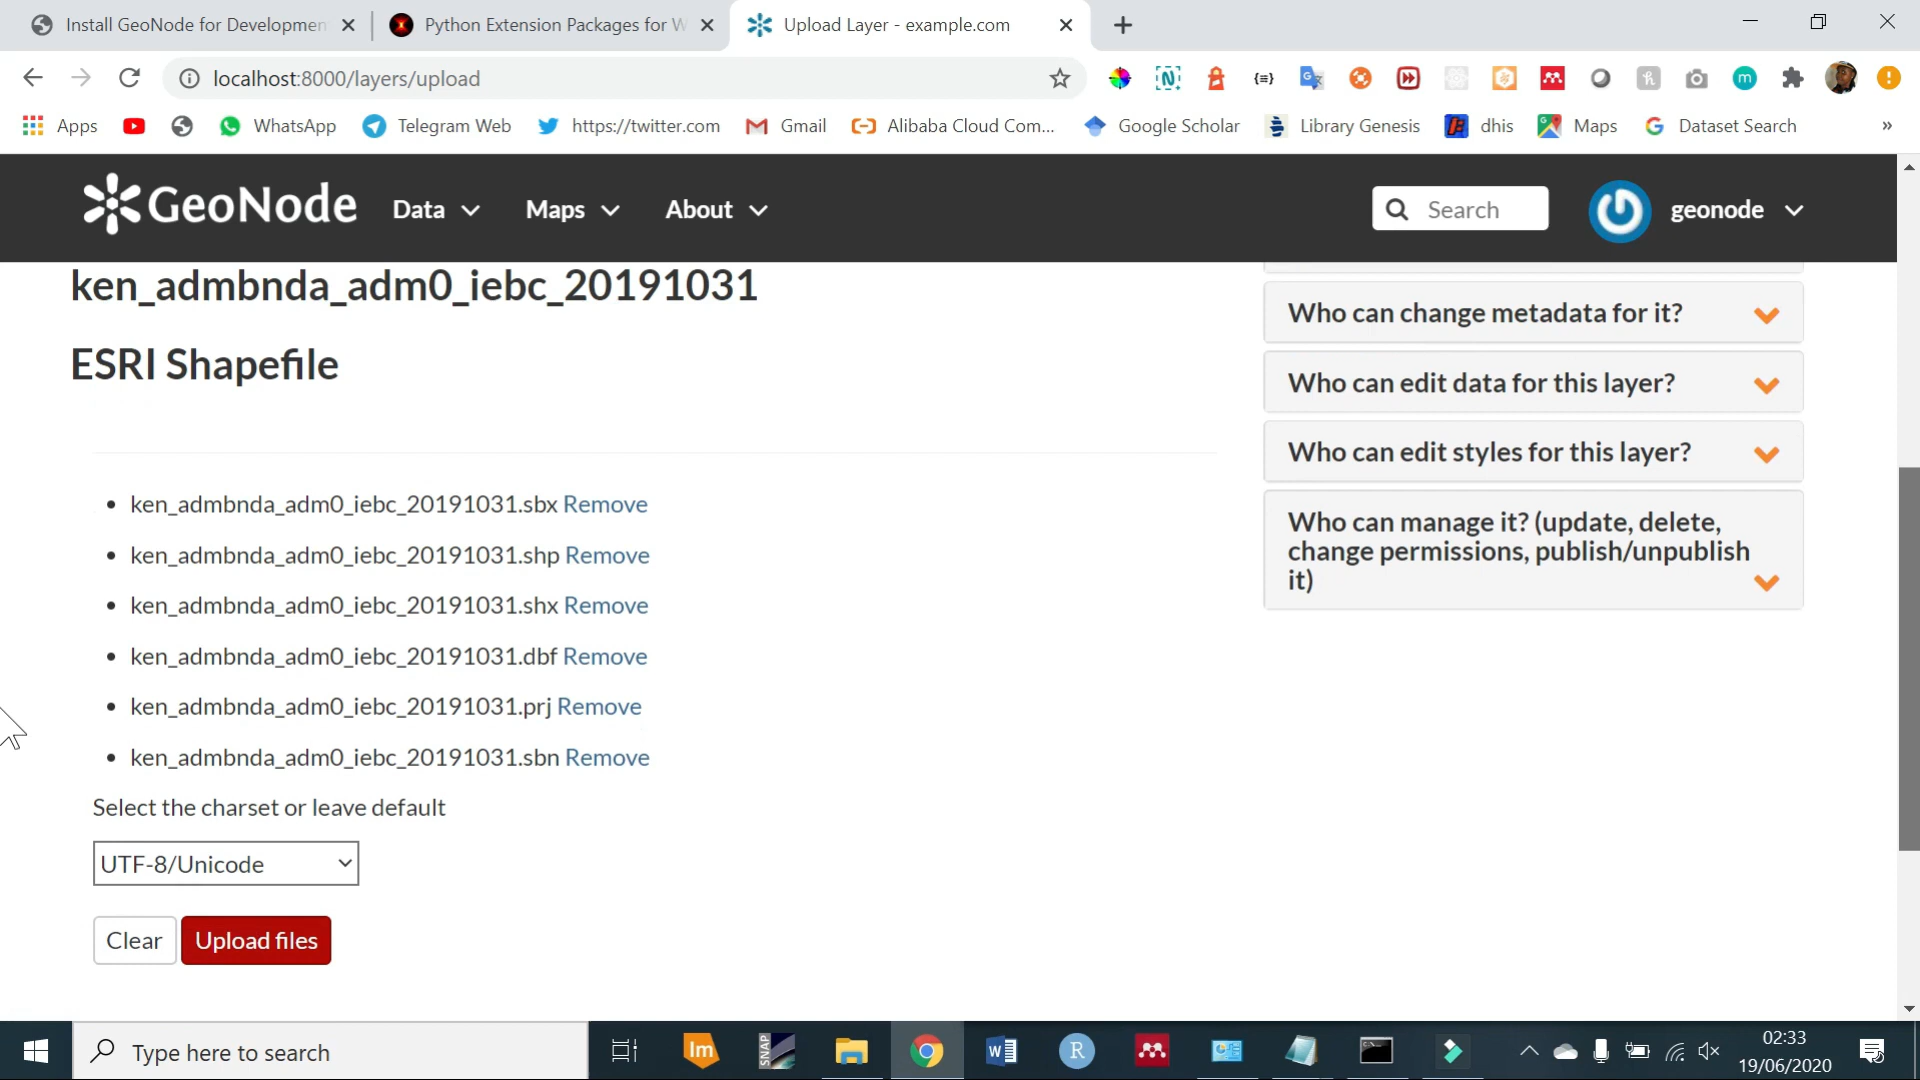 Install GeoNode for Developmen
Python Extension Packages for W
Upload Layer - example.com
localhost:8000/layers/upload
Apps
WhatsApp
Telegram Web
https://twitter.com
Gmail
Alibaba Cloud Com...
Google Scholar
Library Genesis
dhis
Maps
Dataset Search
»
GeoNode
Data
Maps
About
Search
geonode
ken_admbnda_adm0_iebc_20191031
ESRI Shapefile
ken_admbnda_adm0_iebc_20191031.sbx Remove
ken_admbnda_adm0_iebc_20191031.shp Remove
ken_admbnda_adm0_iebc_20191031.shx Remove
ken_admbnda_adm0_iebc_20191031.dbf Remove
ken_admbnda_adm0_iebc_20191031.prj Remove
ken_admbnda_adm0_iebc_20191031.sbn Remove
Select the charset or leave default
UTF-8/Unicode
Clear
Upload files
Who can change metadata for it?
Who can edit data for this layer?
Who can edit styles for this layer?
Who can manage it? (update, delete,
change permissions, publish/unpublish
it)
Type here to search
Im
SNAP
W
R
02:33
19/06/2020